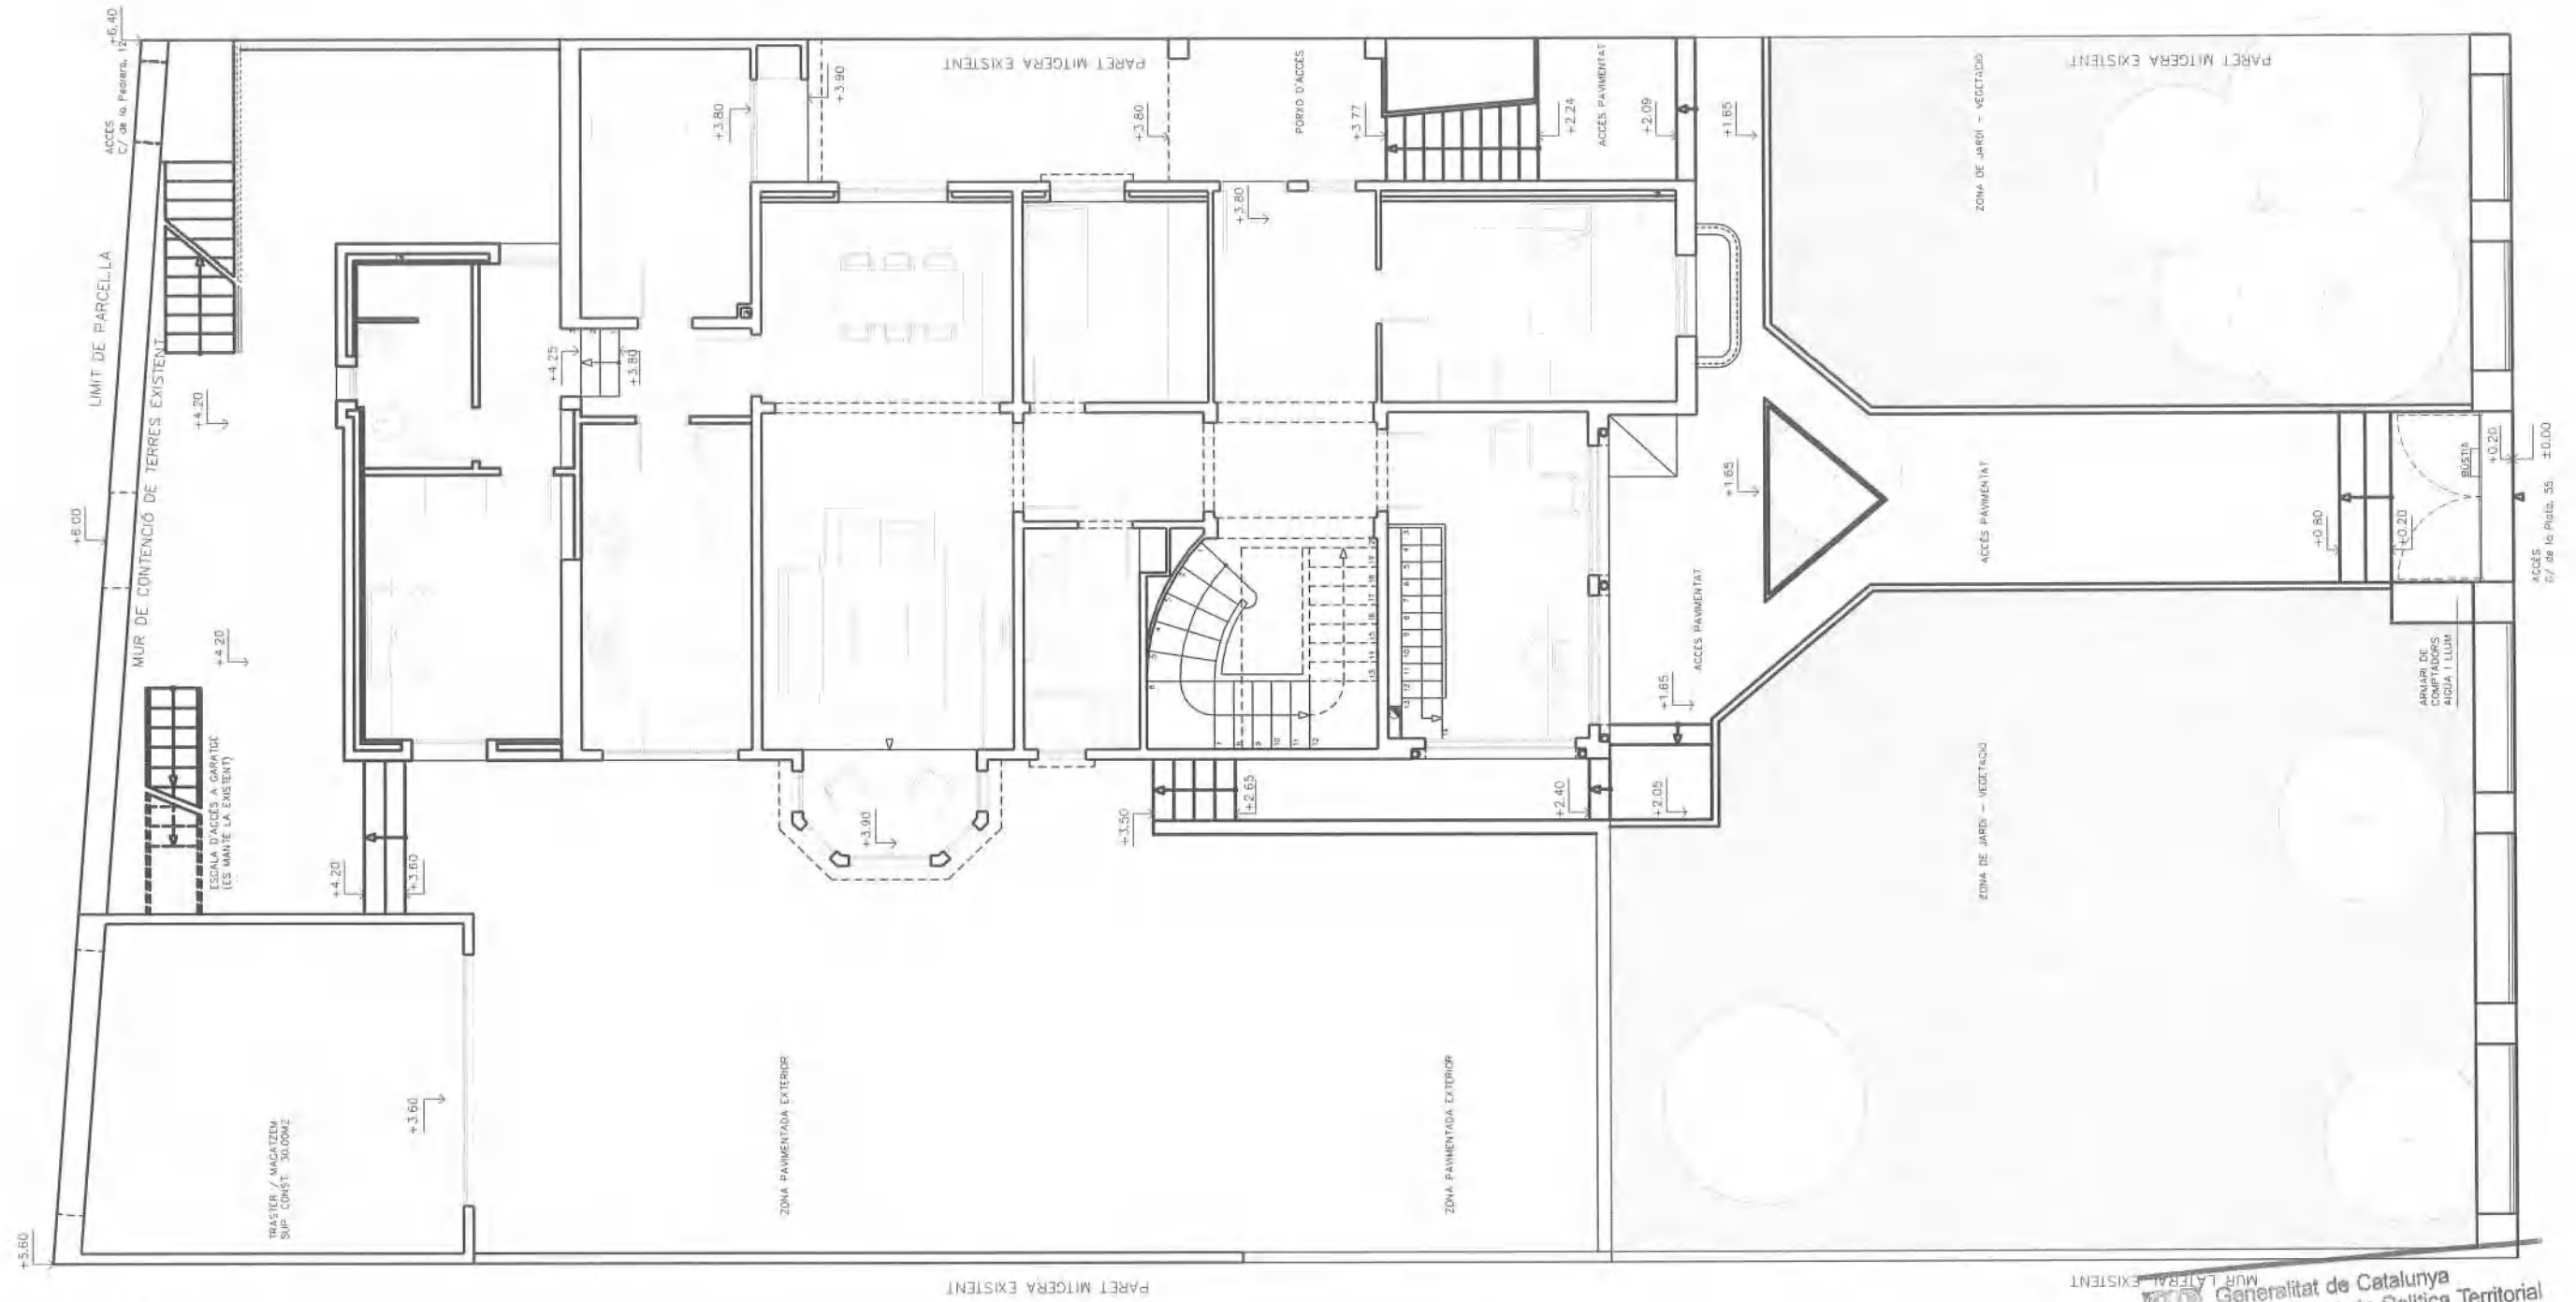 +6.40
ACCÉS
C/ de la Pedrera, 12
LIMIT DE PARCEL.LA
MUR DE CONTENCIÓ DE TERRES EXISTENT
+6.00
+4.20
+4.20
ESCALA D'ACCÉS A GARATGE
(ES MANTÉ LA EXISTENT)
+4.20
+3.60
TRASTER / MAGATZEM
SUP. CONST. 30.00M2
+3.60
+5.60
+4.25
+3.80
+3.80
+3.90
PARET MITGERA EXISTENT
+3.80
PORXO D'ACCÉS
+3.77
+2.24
ACCÉS PAVIMENTAT
+2.09
+1.65
+3.80
ZONA DE JARDI - VEGETACIÓ
PARET MITGERA EXISTENT
+1.65
ACCÉS PAVIMENTAT
+0.80
+0.20
BÚSTIA
+0.20
±0.00
ACCÉS
C/ de la Plata, 55
ACCÉS PAVIMENTAT
+1.65
ARMARI DE
COMPTADORS
AIGUA I LLUM
+3.90
+3.50
+2.65
+2.40
+2.05
ZONA DE JARDI - VEGETACIÓ
ZONA PAVIMENTADA EXTERIOR
ZONA PAVIMENTADA EXTERIOR
PARET MITGERA EXISTENT
MUR LATERAL EXISTENT
Generalitat de Catalunya
Política Territorial